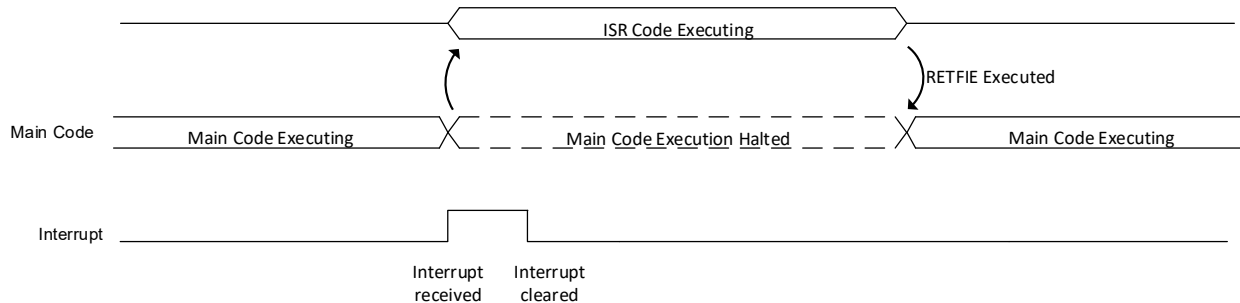 ISR Code Executing
RETFIE Executed
Main Code
Main Code Executing
Main Code Execution Halted
Main Code Executing
Interrupt
Interrupt
received
Interrupt
cleared